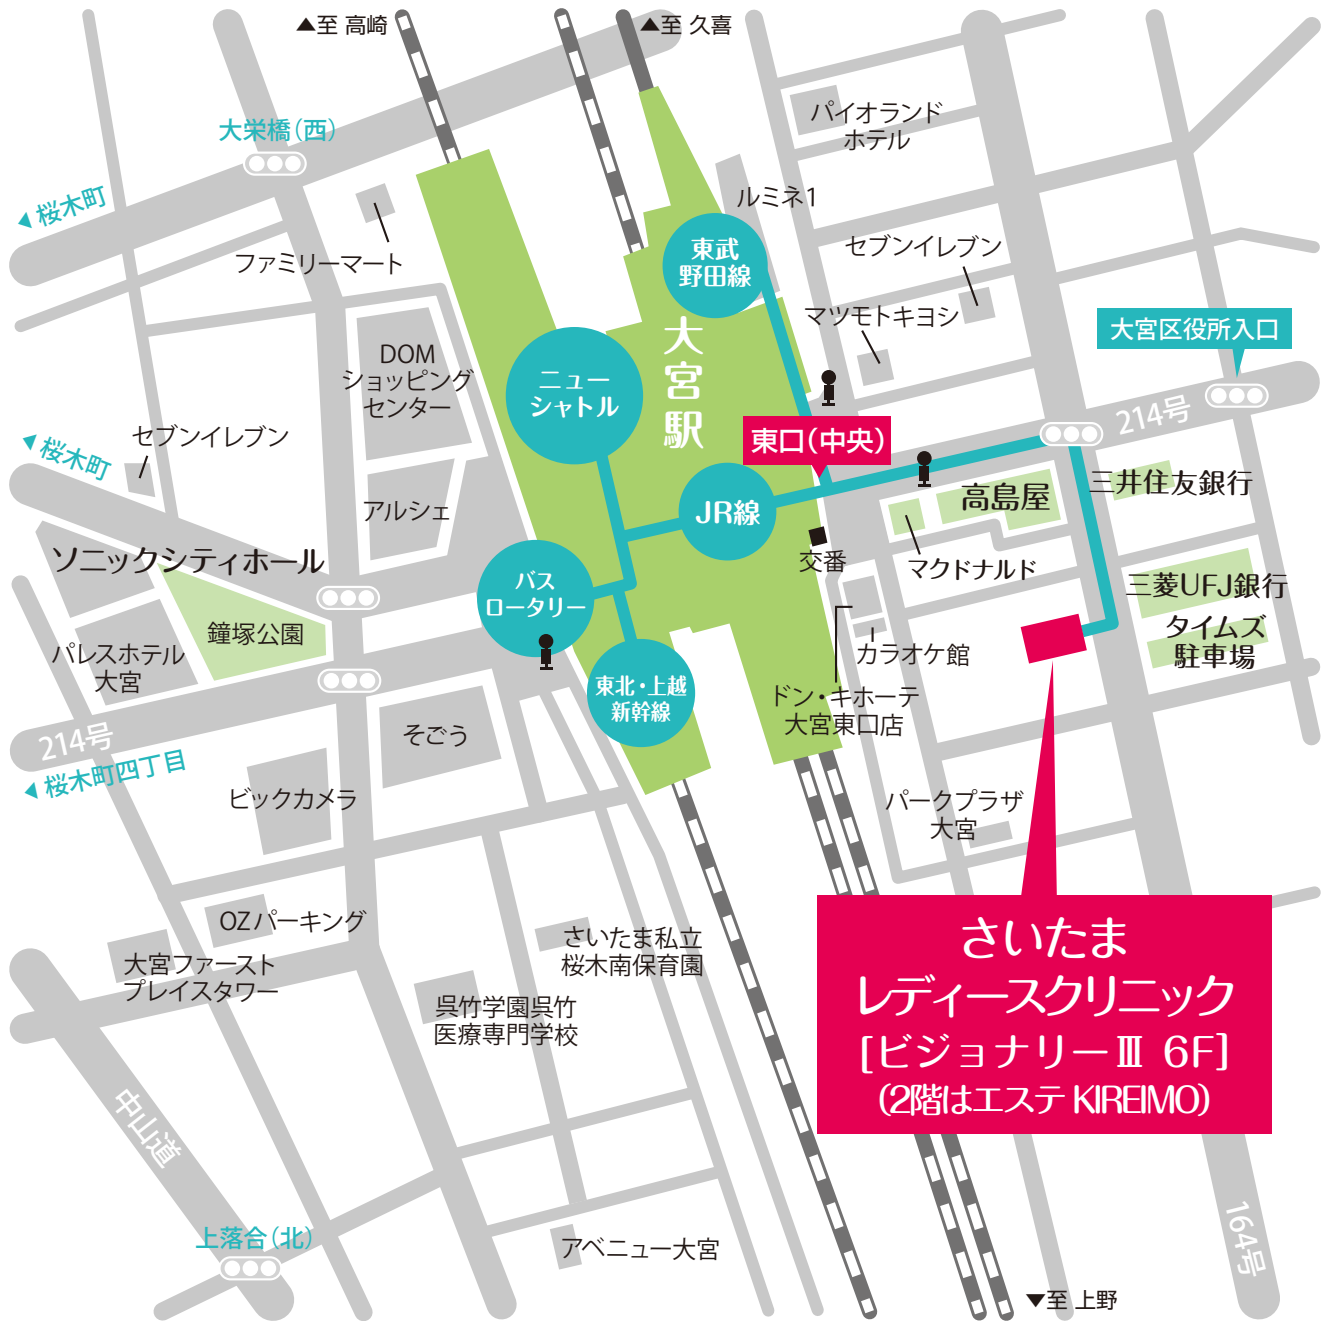 ▲至 高崎
▲至 久喜
大栄橋(西)
パイオランド
ホテル
◀ 桜木町
ルミネ1
東武
野田線
セブンイレブン
ファミリーマート
マツモトキヨシ
大宮区役所入口
大宮駅
DOM
ショッピング
センター
ニュー
シャトル
214号
東口(中央)
◀ 桜木町
セブンイレブン
アルシェ
JR線
高島屋
三井住友銀行
ソニックシティホール
交番
マクドナルド
バス
ロータリー
三菱UFJ銀行
鐘塚公園
タイムズ
駐車場
パレスホテル
大宮
カラオケ館
東北・上越
新幹線
ドン・キホーテ
大宮東口店
214号
そごう
◀ 桜木町四丁目
ビックカメラ
パークプラザ
大宮
OZパーキング
さいたま
レディースクリニック
[ビジョナリーⅢ 6F]
(2階はエステ KIREIMO)
さいたま私立
桜木南保育園
大宮ファースト
プレイスタワー
呉竹学園呉竹
医療専門学校
中山道
上落合(北)
アベニュー大宮
164号
▼至 上野